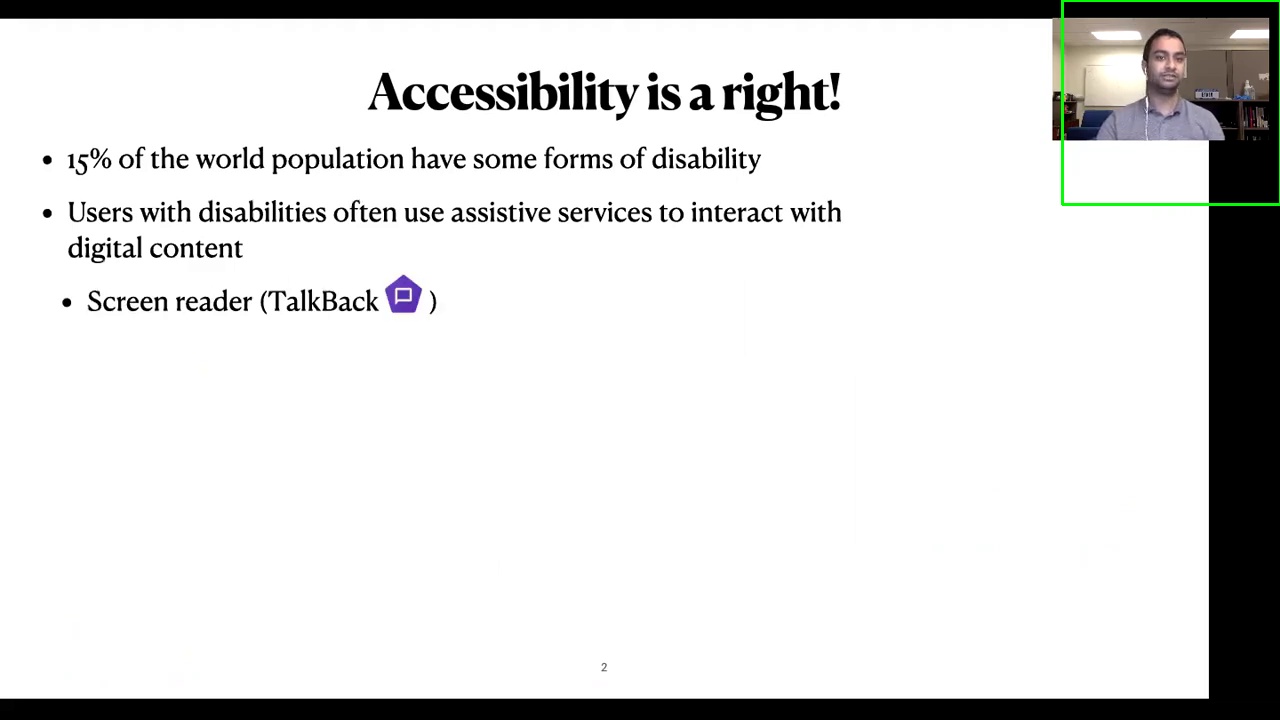 Accessibility is a right!
• 15% of the world population have some forms of disability
• Users with disabilities often use assistive services to interact with
digital content
• Screen reader (TalkBack )
2